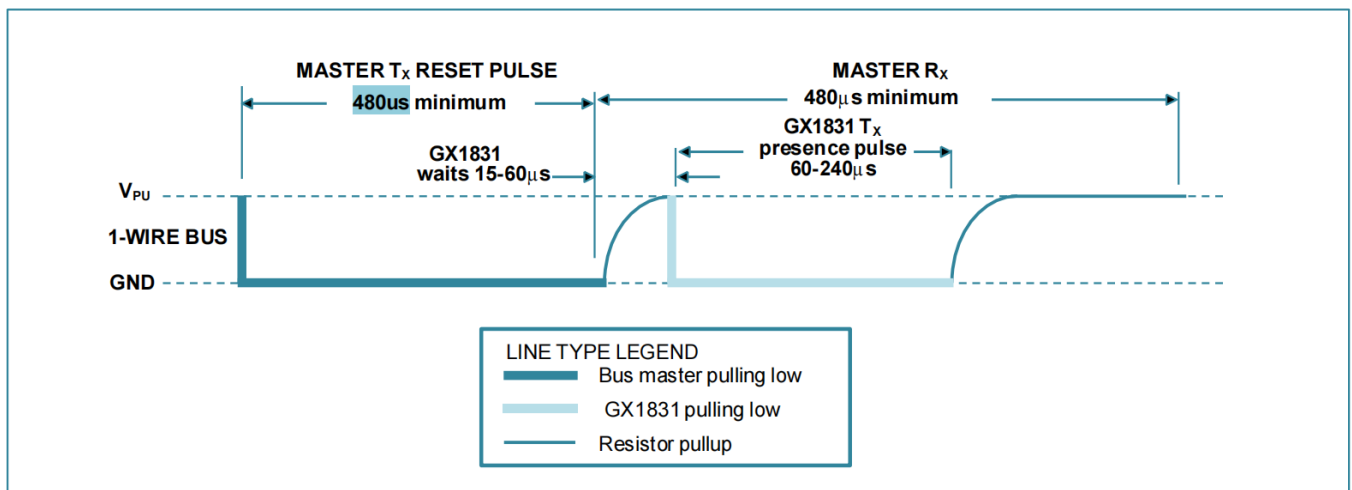 MASTER TX RESET PULSE
480us minimum
MASTER RX
480μs minimum
GX1831
waits 15-60μs
GX1831 TX
presence pulse
60-240μs
VPU
1-WIRE BUS
GND
LINE TYPE LEGEND
Bus master pulling low
GX1831 pulling low
Resistor pullup